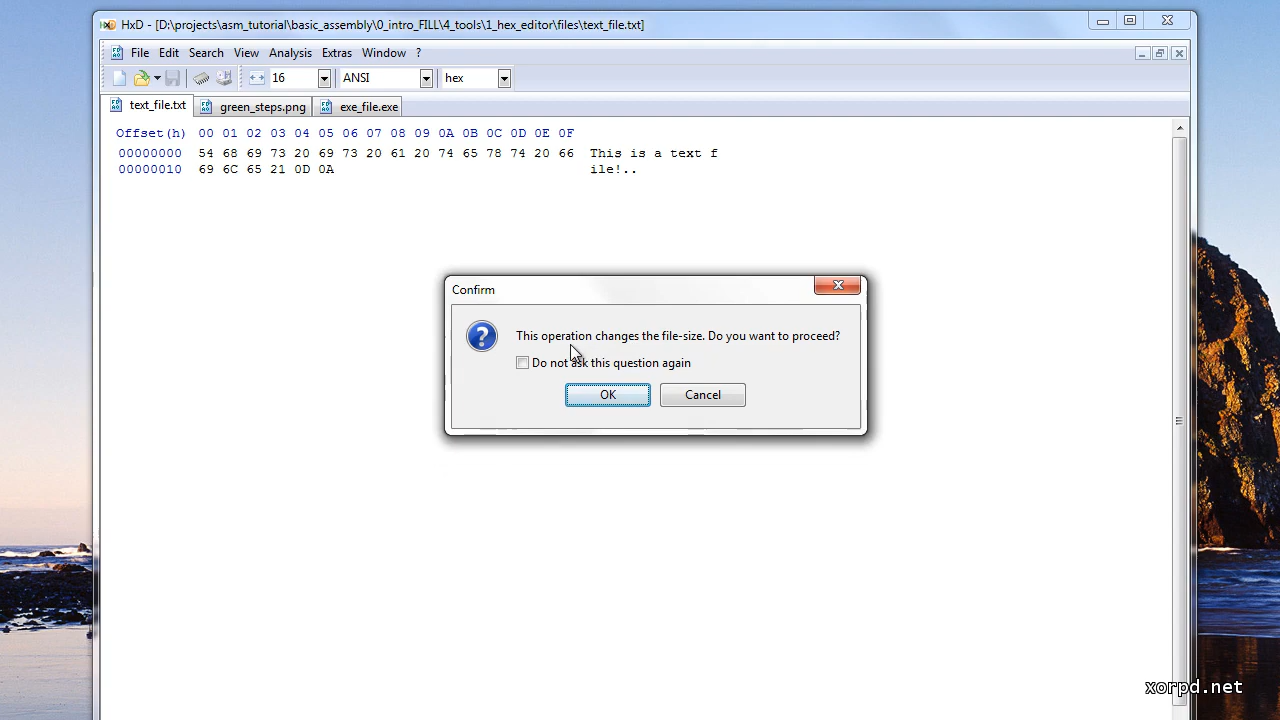 HxD - [D:\projects\asm_tutorial\basic_assembly\0_intro_FILL\4_tools\1_hex_editor\files\text_file.txt]
File Edit Search View Analysis Extras Window ?
16 ANSI hex
text_file.txt green_steps.png exe_file.exe
Offset(h) 00 01 02 03 04 05 06 07 08 09 0A 0B 0C 0D 0E 0F
00000000 54 68 69 73 20 69 73 20 61 20 74 65 78 74 20 66 This is a text f
00000010 69 6C 65 21 0D 0A ile!..
Confirm
This operation changes the file-size. Do you want to proceed?
Do not ask this question again
OK Cancel
xorpd.net